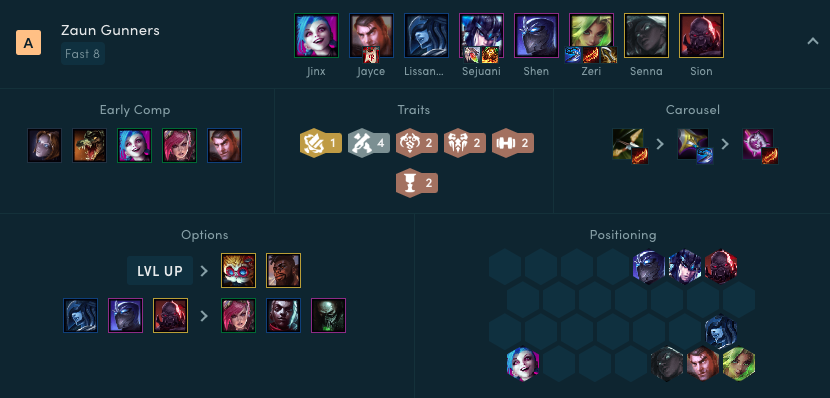 A
Zaun Gunners
Fast 8
Jinx
Jayce
Lissan...
Sejuani
Shen
Zeri
Senna
Sion
Early Comp
Traits
Carousel
1
4
2
2
2
2
Options
Positioning
LVL UP